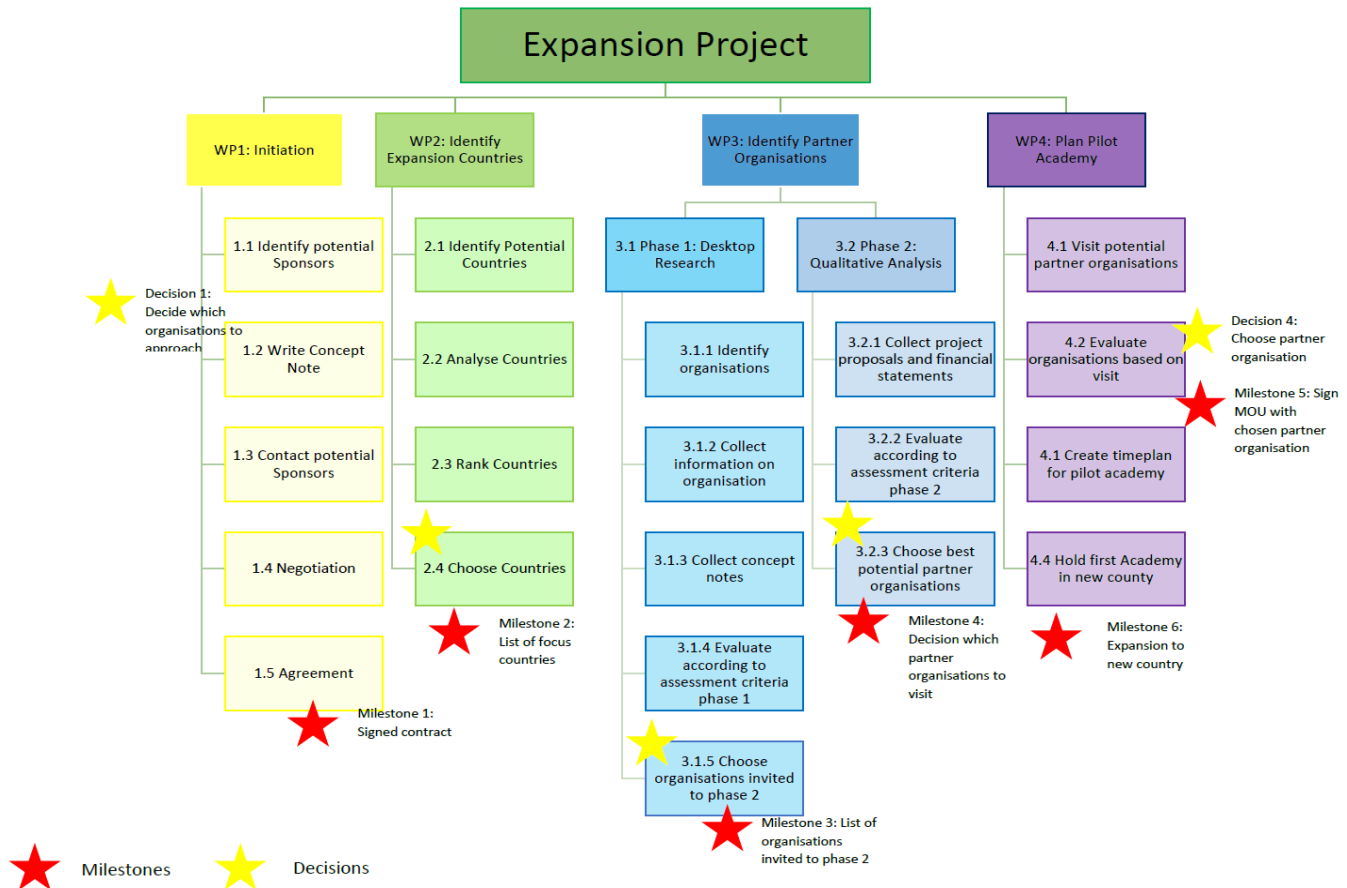 Expansion Project
WP1: Initiation
WP2: Identify
Expansion Countries
WP3: Identify Partner
Organisations
WP4: Plan Pilot
Academy
1.1 Identify potential
Sponsors
Decision 1:
Decide which
organisations to
approach
1.2 Write Concept
Note
1.3 Contact potential
Sponsors
1.4 Negotiation
1.5 Agreement
Milestone 1:
Signed contract
2.1 Identify Potential
Countries
2.2 Analyse Countries
2.3 Rank Countries
2.4 Choose Countries
Milestone 2:
List of focus
countries
3.1 Phase 1: Desktop
Research
3.1.1 Identify
organisations
3.1.2 Collect
information on
organisation
3.1.3 Collect concept
notes
3.1.4 Evaluate
according to
assessment criteria
phase 1
3.1.5 Choose
organisations invited
to phase 2
Milestone 3: List of
organisations
invited to phase 2
3.2 Phase 2:
Qualitative Analysis
3.2.1 Collect project
proposals and financial
statements
3.2.2 Evaluate
according to
assessment criteria
phase 2
3.2.3 Choose best
potential partner
organisations
Milestone 4:
Decision which
partner
organisations to
visit
4.1 Visit potential
partner organisations
4.2 Evaluate
organisations based on
visit
Decision 4:
Choose partner
organisation
Milestone 5: Sign
MOU with
chosen partner
organisation
4.1 Create timeplan
for pilot academy
4.4 Hold first Academy
in new county
Milestone 6:
Expansion to
new country
Milestones
Decisions